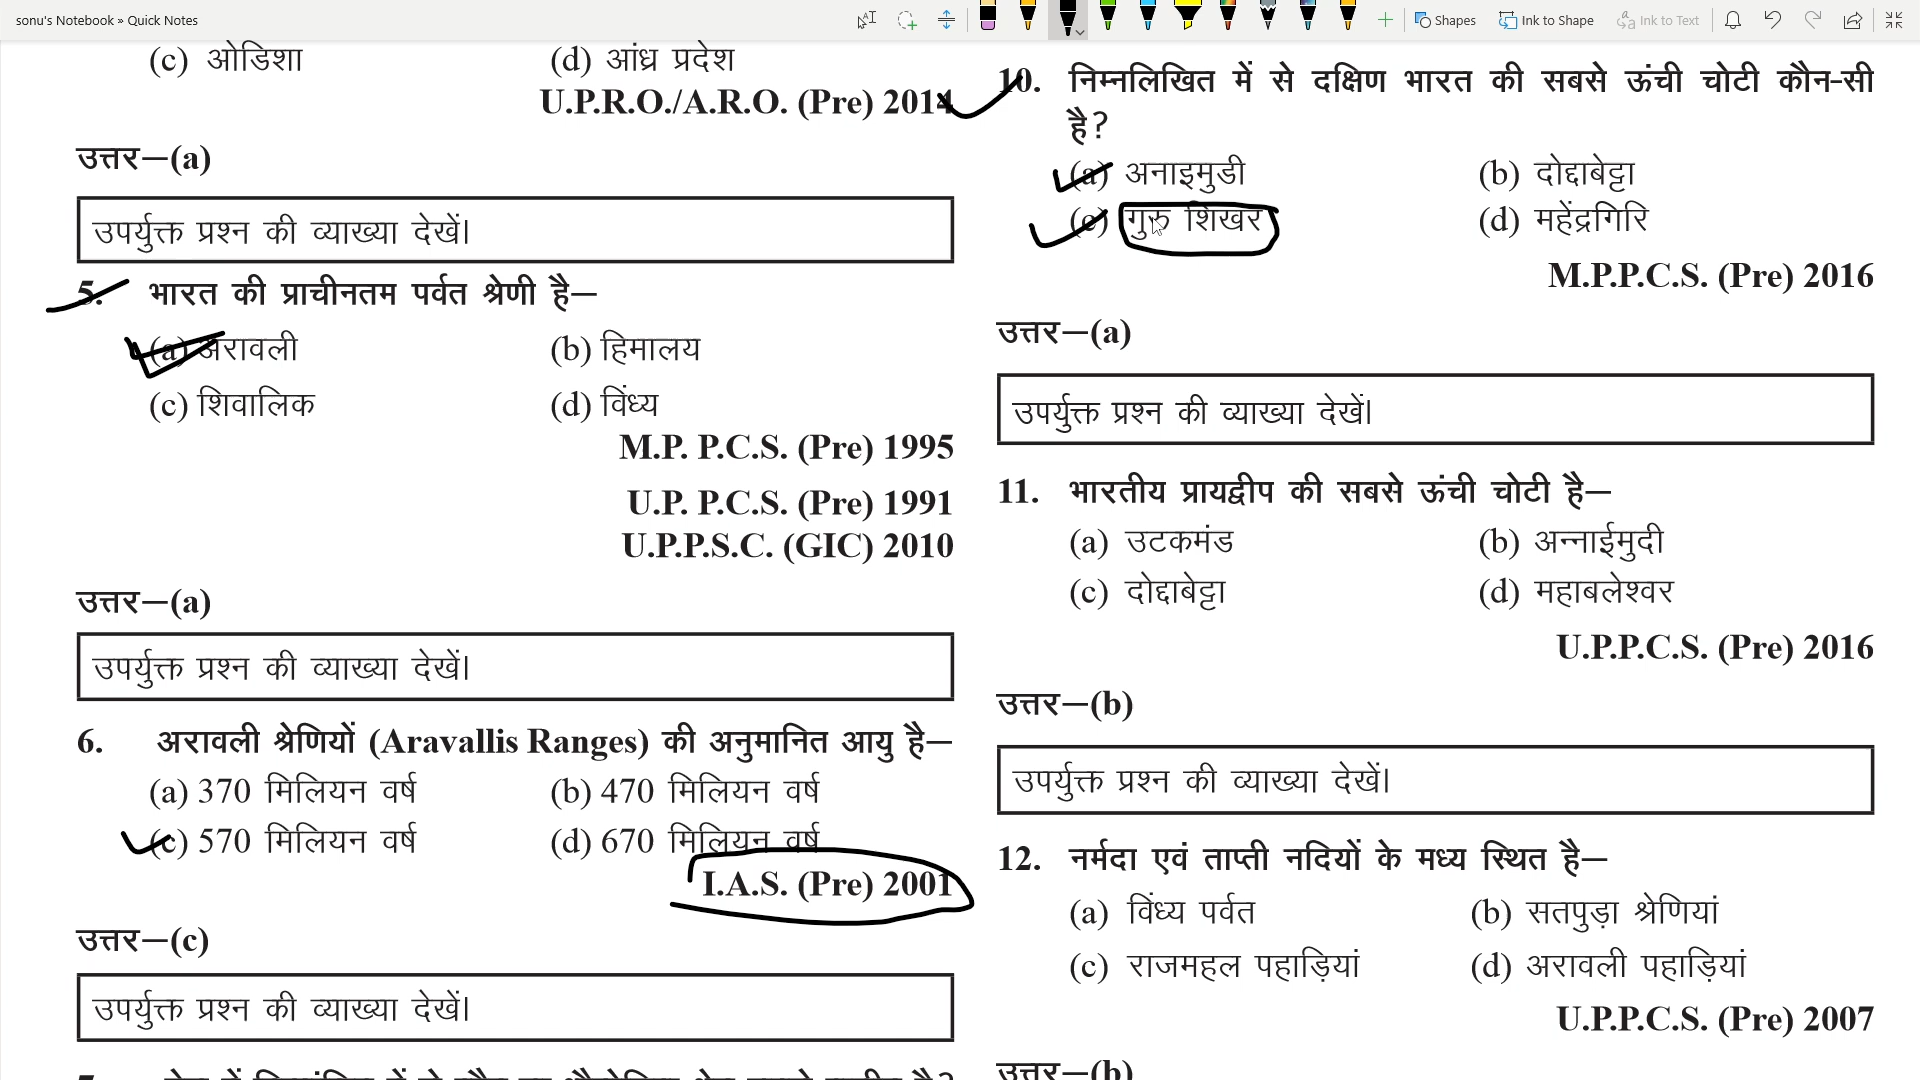 sonu's Notebook » Quick Notes
Shapes
Ink to Shape
Ink to Text
(c) ओडिशा (d) आंध्र प्रदेश
U.P.R.O./A.R.O. (Pre) 2014
उत्तर—(a)
उपर्युक्त प्रश्न की व्याख्या देखें।
5. भारत की प्राचीनतम पर्वत श्रेणी है—
(a) अरावली (b) हिमालय
(c) शिवालिक (d) विंध्य
M.P. P.C.S. (Pre) 1995
U.P. P.C.S. (Pre) 1991
U.P.P.S.C. (GIC) 2010
उत्तर—(a)
उपर्युक्त प्रश्न की व्याख्या देखें।
6. अरावली श्रेणियों (Aravallis Ranges) की अनुमानित आयु है—
(a) 370 मिलियन वर्ष (b) 470 मिलियन वर्ष
(c) 570 मिलियन वर्ष (d) 670 मिलियन वर्ष
I.A.S. (Pre) 2001
उत्तर—(c)
उपर्युक्त प्रश्न की व्याख्या देखें।
10. निम्नलिखित में से दक्षिण भारत की सबसे ऊंची चोटी कौन-सी
है?
(a) अनाइमुडी (b) दोद्दाबेट्टा
(c) गुरु शिखर (d) महेंद्रगिरि
M.P.P.C.S. (Pre) 2016
उत्तर—(a)
उपर्युक्त प्रश्न की व्याख्या देखें।
11. भारतीय प्रायद्वीप की सबसे ऊंची चोटी है—
(a) उटकमंड (b) अन्नाईमुदी
(c) दोद्दाबेट्टा (d) महाबलेश्वर
U.P.P.C.S. (Pre) 2016
उत्तर—(b)
उपर्युक्त प्रश्न की व्याख्या देखें।
12. नर्मदा एवं ताप्ती नदियों के मध्य स्थित है—
(a) विंध्य पर्वत (b) सतपुड़ा श्रेणियां
(c) राजमहल पहाड़ियां (d) अरावली पहाड़ियां
U.P.P.C.S. (Pre) 2007
उत्तर—(b)